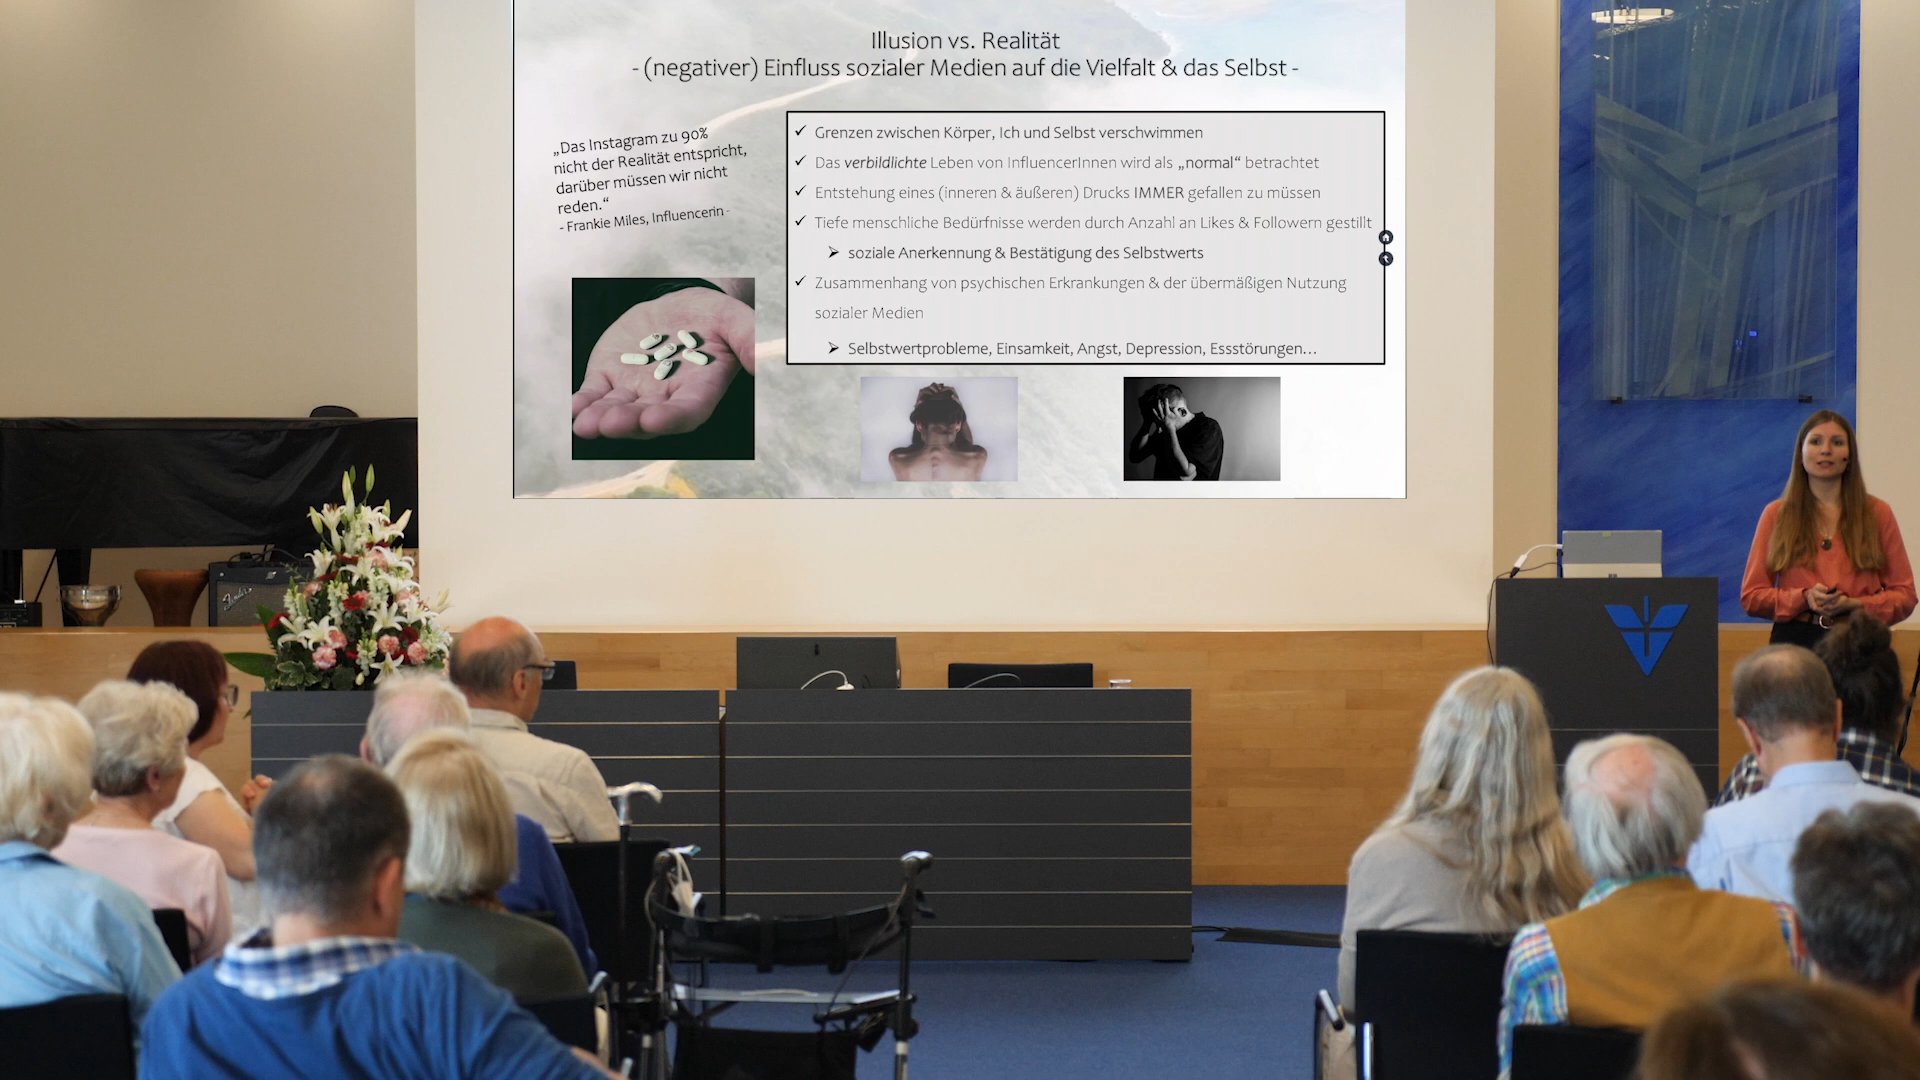 Illusion vs. Realität
- (negativer) Einfluss sozialer Medien auf die Vielfalt & das Selbst -
„Das Instagram zu 90%
nicht der Realität entspricht,
darüber müssen wir nicht
reden.“
- Frankie Miles, Influencerin -
✓ Grenzen zwischen Körper, Ich und Selbst verschwimmen
✓ Das verbildlichte Leben von InfluencerInnen wird als „normal“ betrachtet
✓ Entstehung eines (inneren & äußeren) Drucks IMMER gefallen zu müssen
✓ Tiefe menschliche Bedürfnisse werden durch Anzahl an Likes & Followern gestillt
➢ soziale Anerkennung & Bestätigung des Selbstwerts
✓ Zusammenhang von psychischen Erkrankungen & der übermäßigen Nutzung
sozialer Medien
➢ Selbstwertprobleme, Einsamkeit, Angst, Depression, Essstörungen...
Fender